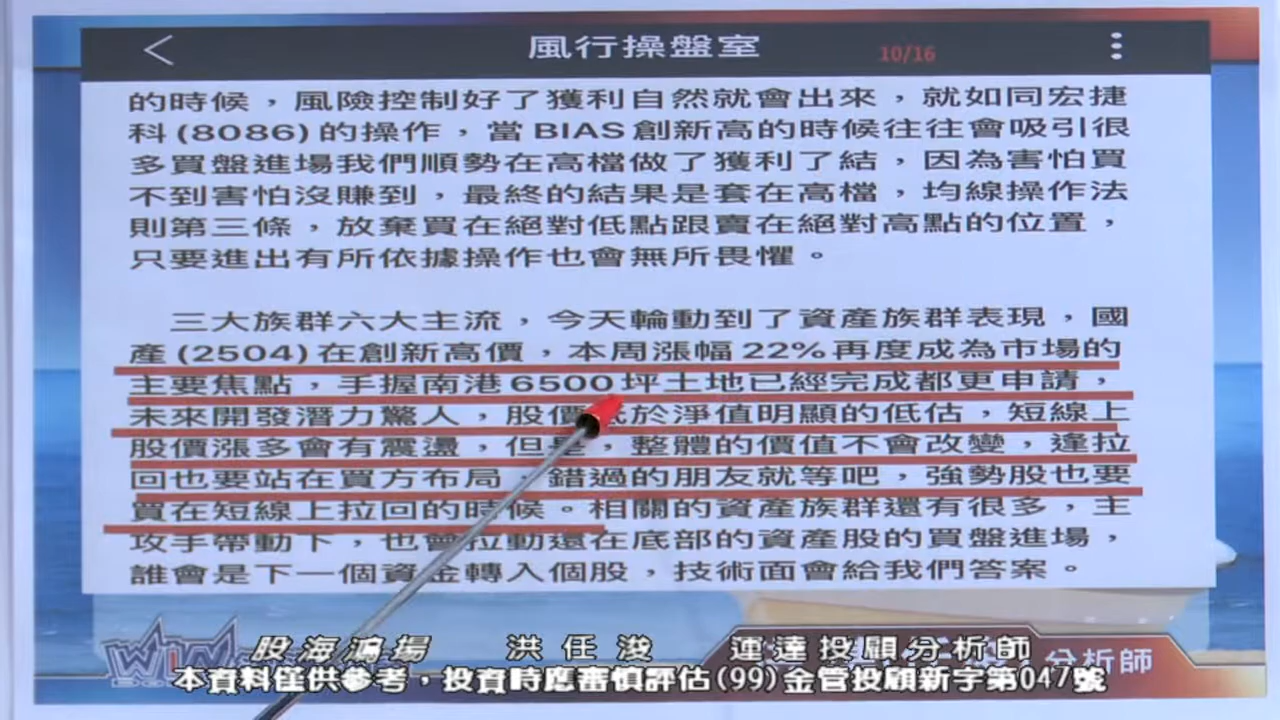 風行操盤室 10/16
的時候，風險控制好了獲利自然就會出來，就如同宏捷
科(8086)的操作，當BIAS創新高的時候往往會吸引很
多買盤進場我們順勢在高檔做了獲利了結，因為害怕買
不到害怕沒賺到，最終的結果是套在高檔，均線操作法
則第三條，放棄買在絕對低點跟賣在絕對高點的位置，
只要進出有所依據操作也會無所畏懼。
三大族群六大主流，今天輪動到了資產族群表現，國
產(2504)在創新高價，本周漲幅22%再度成為市場的
主要焦點，手握南港6500坪土地已經完成都更申請，
未來開發潛力驚人，股價低於淨值明顯的低估，短線上
股價漲多會有震盪，但是，整體的價值不會改變，逢拉
回也要站在買方布局 錯過的朋友就等吧，強勢股也要
買在短線上拉回的時候。相關的資產族群還有很多，主
攻手帶動下，也會拉動還在底部的資產股的買盤進場，
誰會是下一個資金轉入個股，技術面會給我們答案。
股海鴻揚 洪任浚 運達投顧分析師
分析師
本資料僅供參考，投資時應審慎評估(99)金管投顧新字第047號